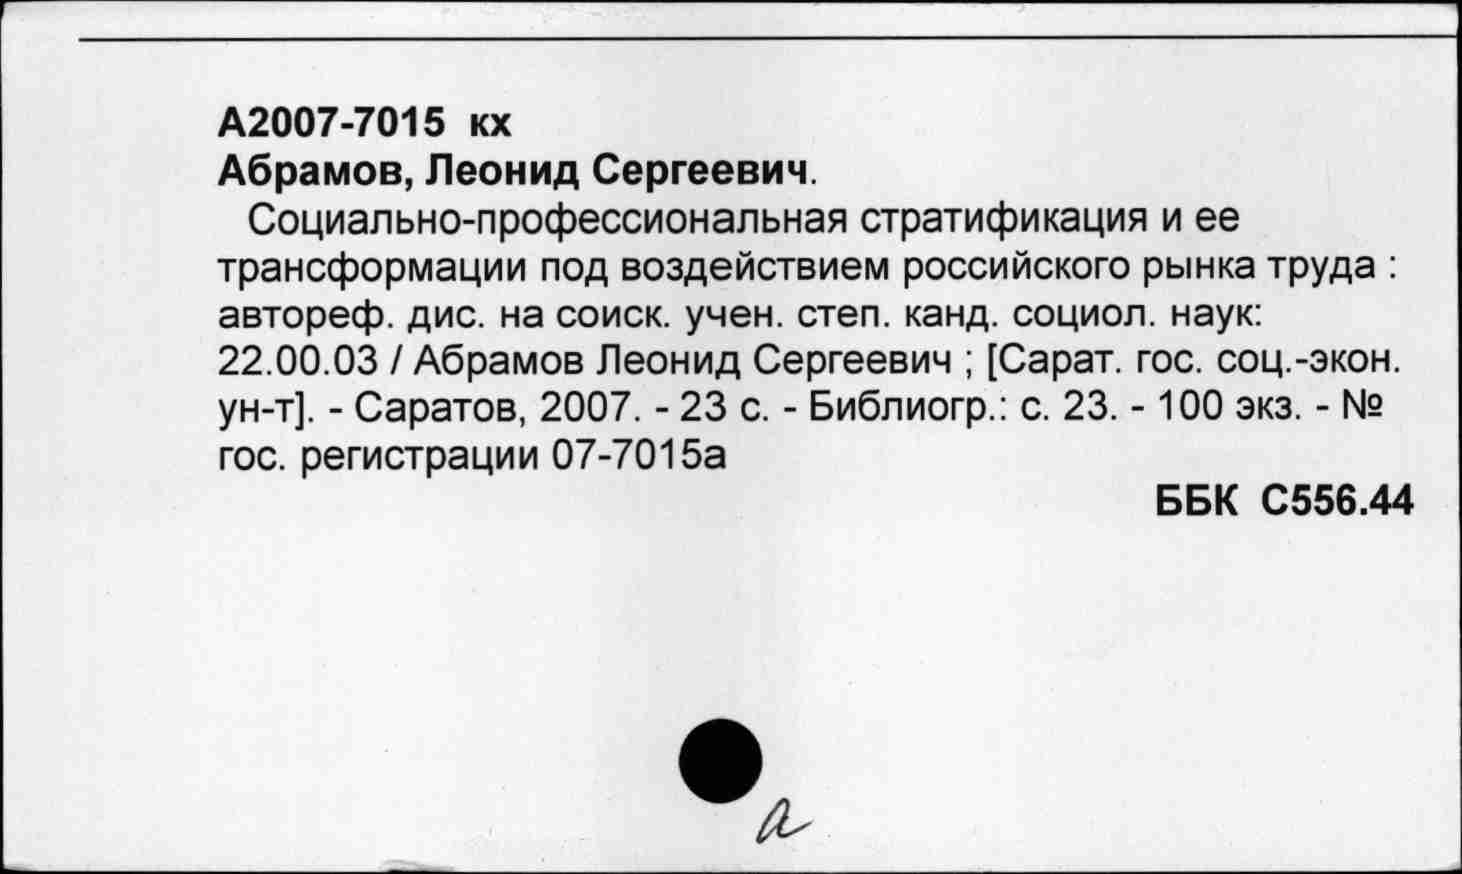 А2007-7015 кх
Абрамов, Леонид Сергеевич.
Социально-профессиональная стратификация и ее
трансформации под воздействием российского рынка труда :
автореф. дис. на соиск. учен. степ. канд. социол. наук:
22.00.03 / Абрамов Леонид Сергеевич ; [Сарат. гос. соц.-экон.
ун-т]. - Саратов, 2007. - 23 с. - Библиогр.: с. 23. - 100 экз. - №
гос. регистрации 07-7015а
ББК С556.44
а